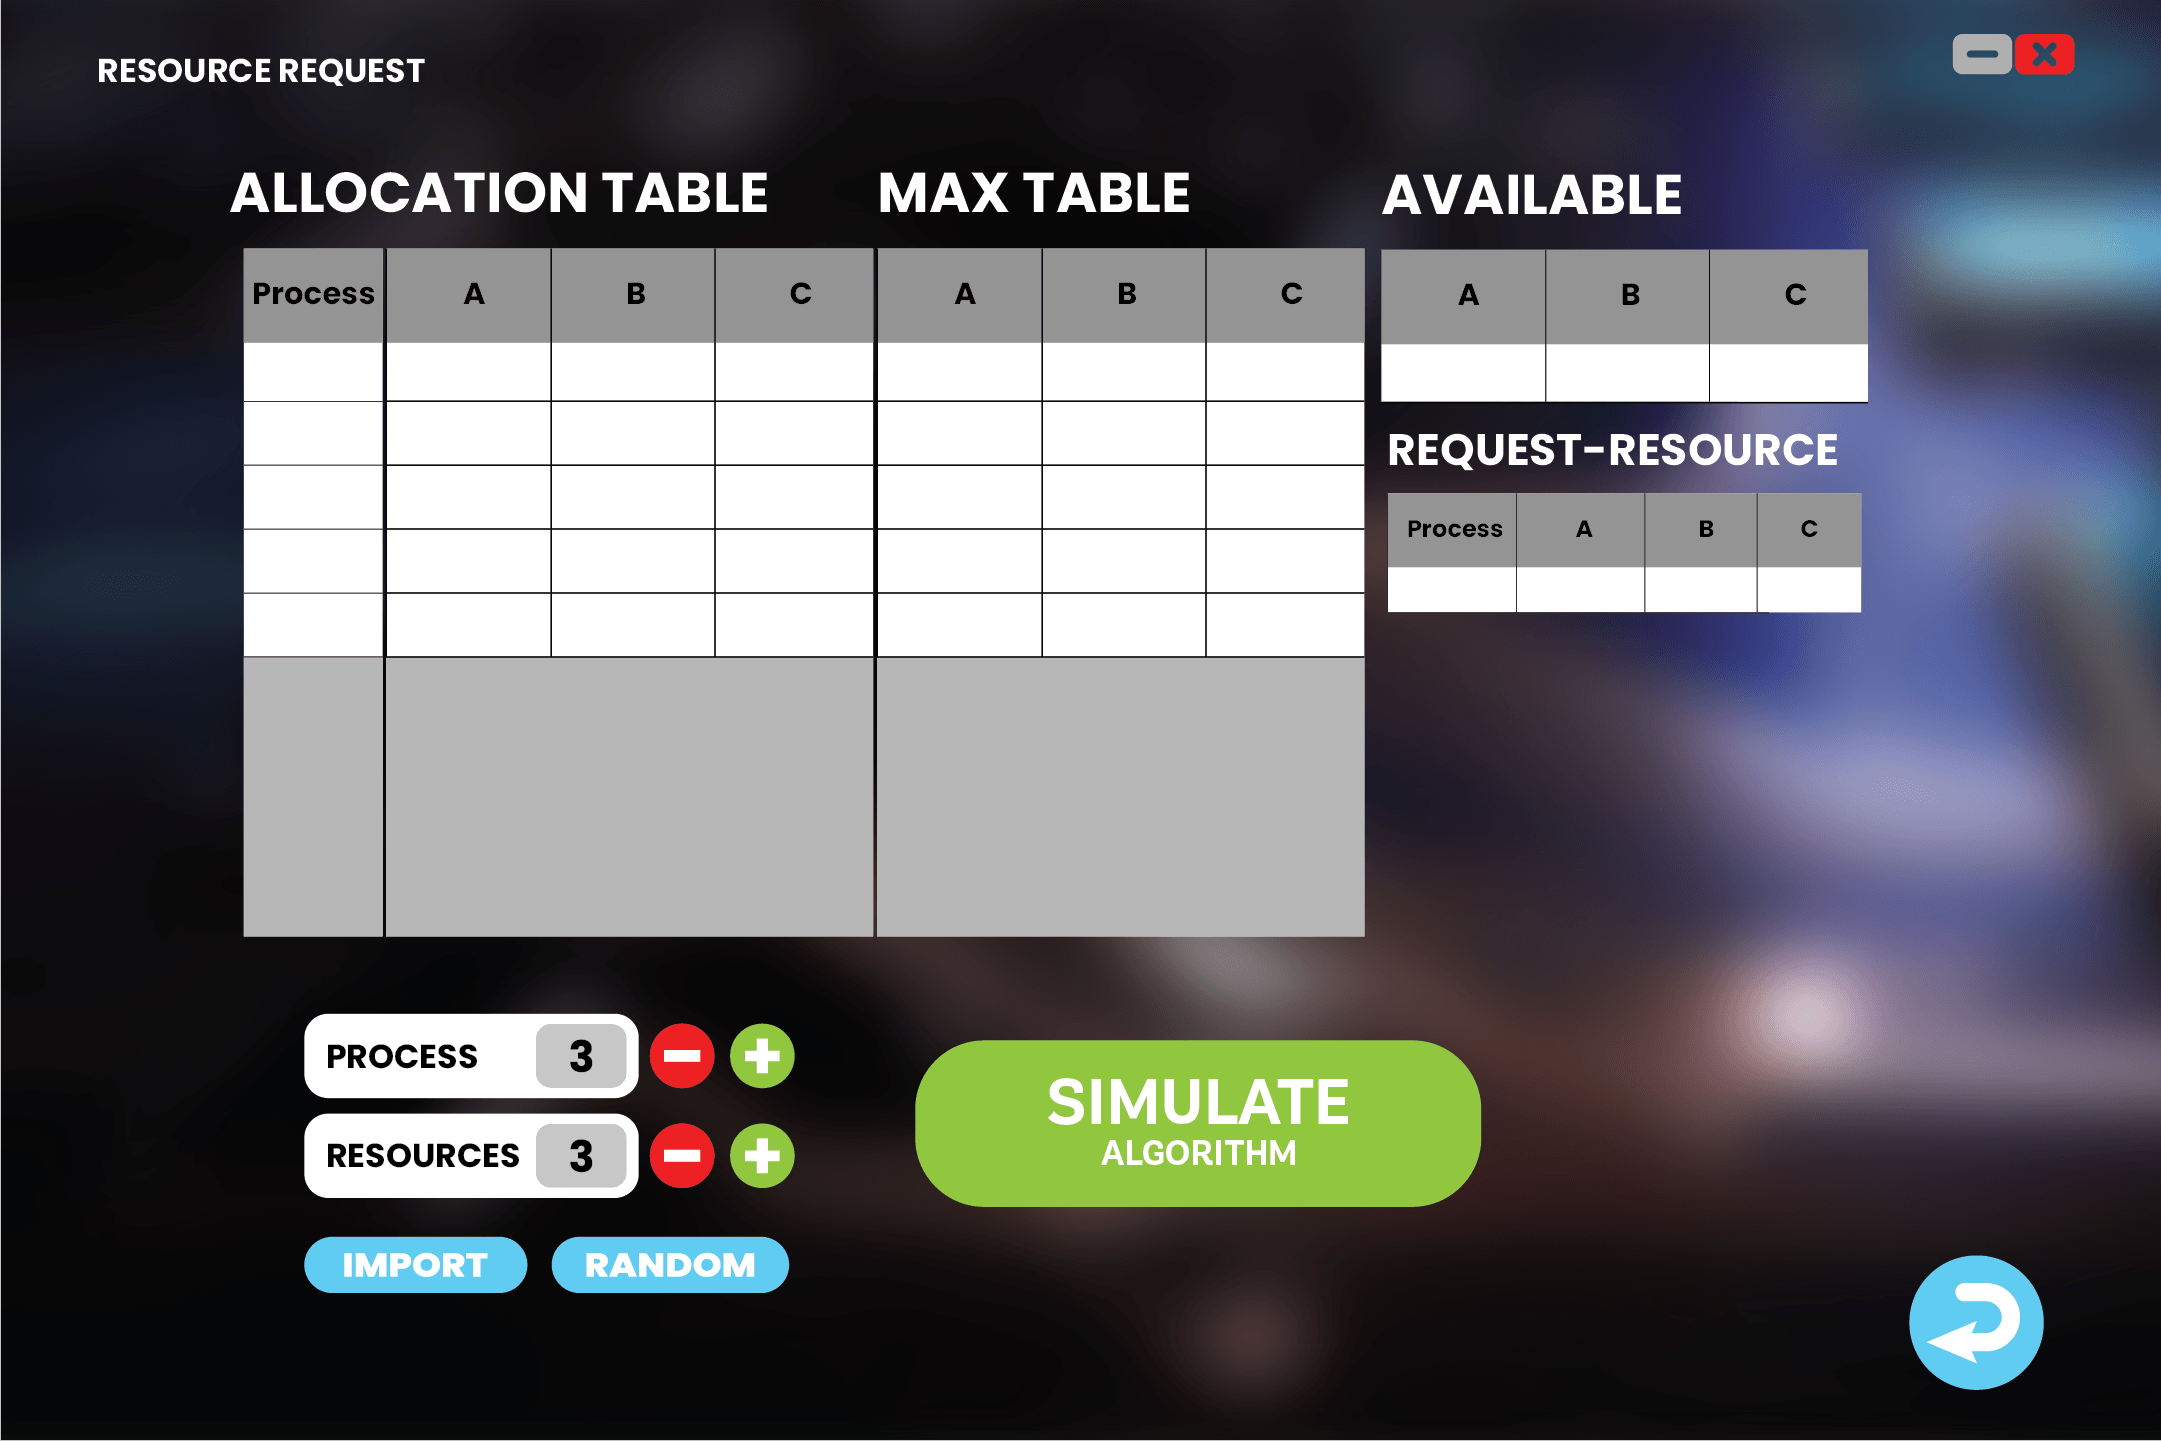 RESOURCE REQUEST
ALLOCATION TABLE MAX TABLE AVAILABLE
Process A B C A B C A B C
REQUEST-RESOURCE
Process A B C
PROCESS 3
RESOURCES 3
SIMULATE
ALGORITHM
IMPORT RANDOM